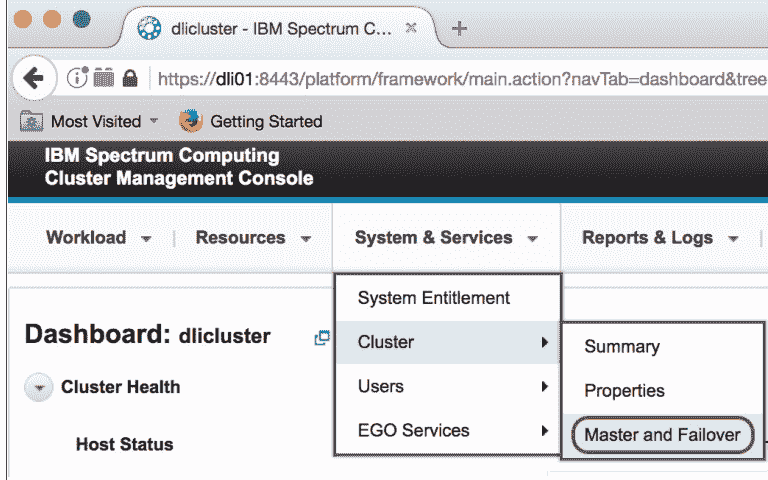 dlicluster - IBM Spectrum C...
https://dli01:8443/platform/framework/main.action?navTab=dashboard&tree
Most Visited Getting Started
IBM Spectrum Computing
Cluster Management Console
Workload Resources System & Services Reports & Logs
System Entitlement
Cluster
Users
EGO Services
Summary
Properties
Master and Failover
Dashboard: dlicluster
Cluster Health
Host Status